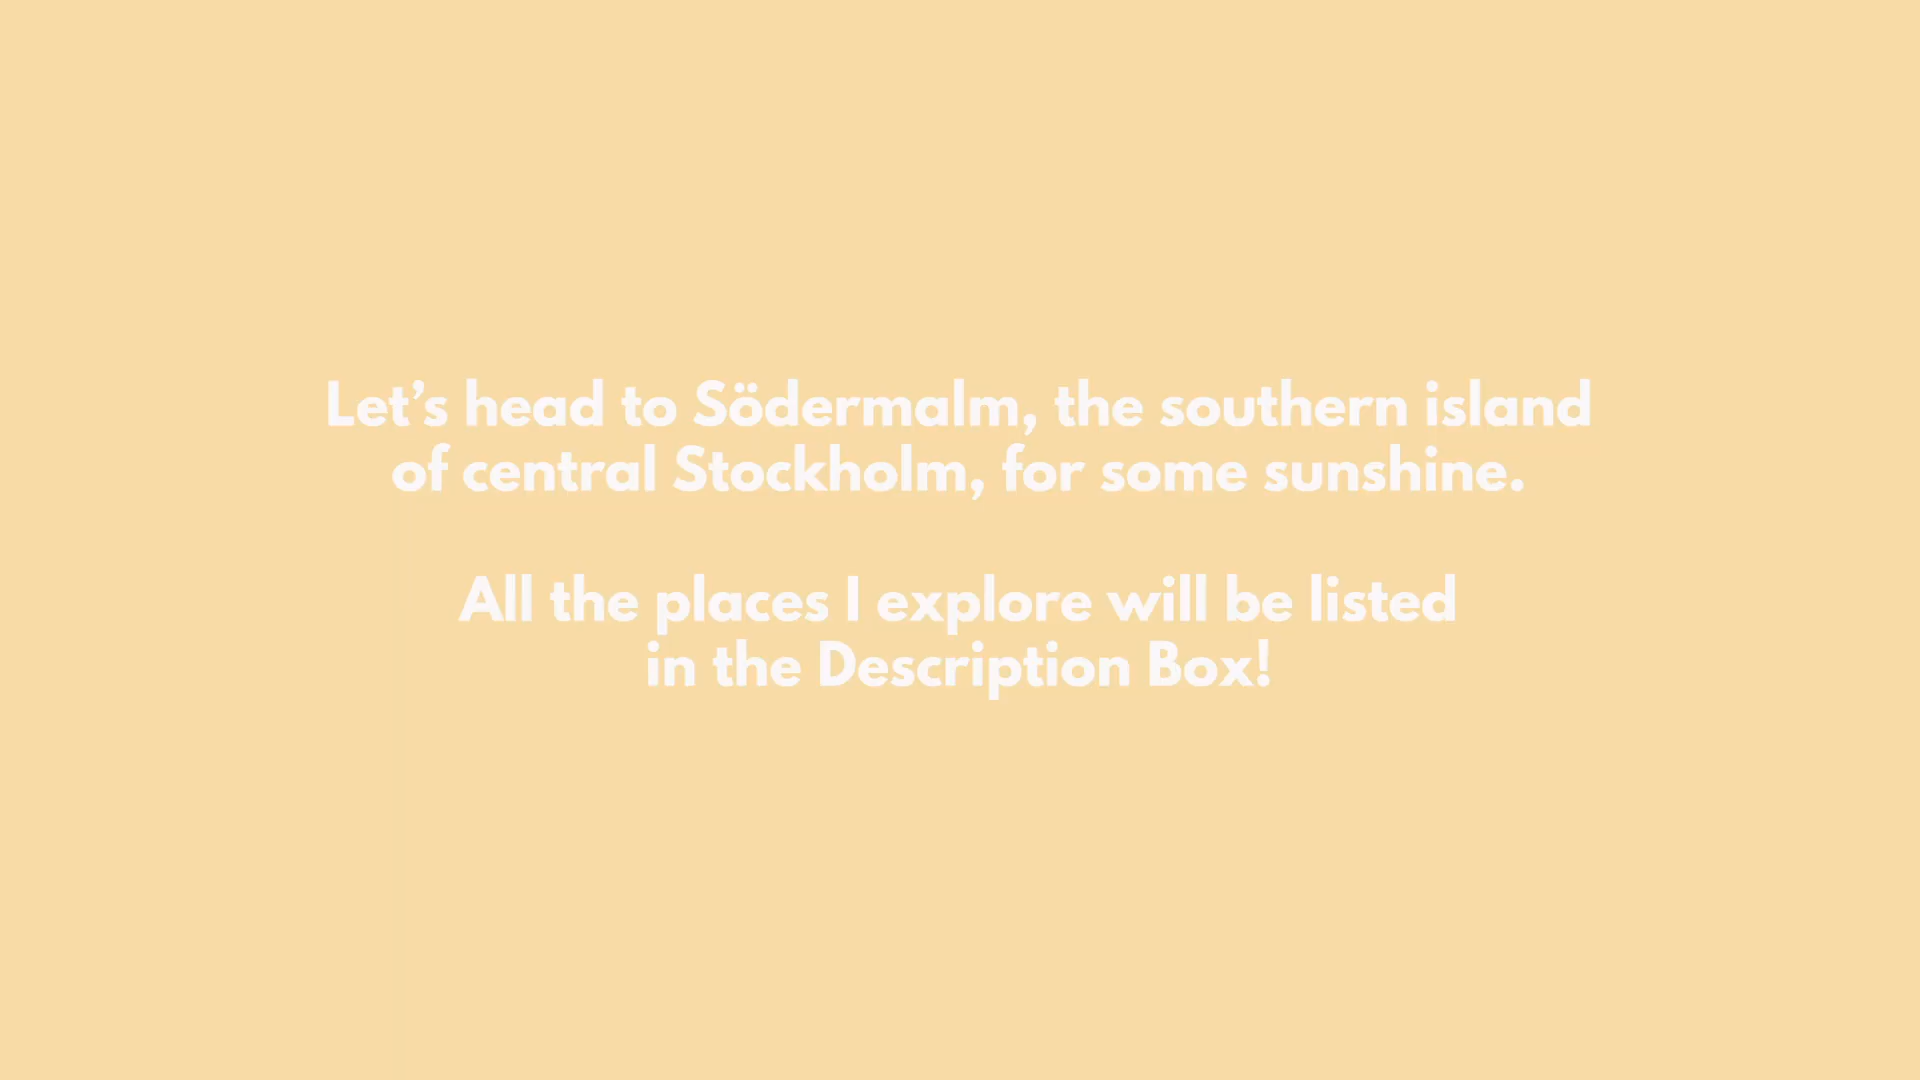 Let’s head to Södermalm, the southern island
of central Stockholm, for some sunshine.
All the places I explore will be listed
in the Description Box!